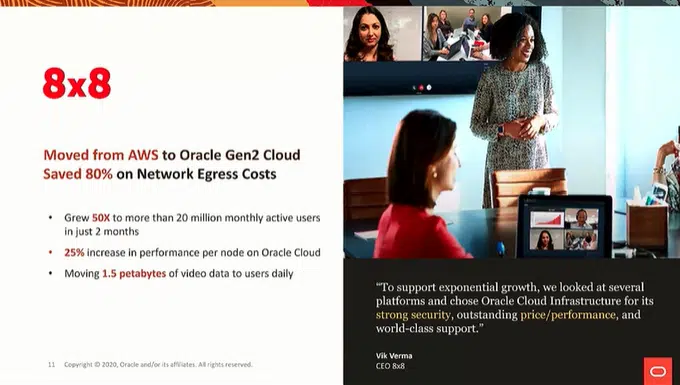 8x8
Moved from AWS to Oracle Gen2 Cloud
Saved 80% on Network Egress Costs
• Grew 50X to more than 20 million monthly active users
in just 2 months
• 25% increase in performance per node on Oracle Cloud
• Moving 1.5 petabytes of video data to users daily
“To support exponential growth, we looked at several
platforms and chose Oracle Cloud Infrastructure for its
strong security, outstanding price/performance, and
world-class support.”
Vik Verma
CEO 8x8
11 Copyright © 2020, Oracle and/or its affiliates. All rights reserved.